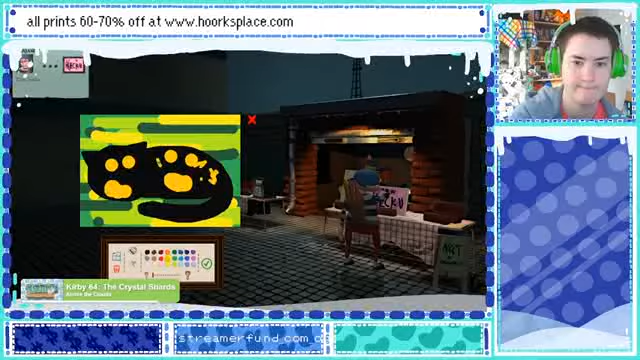 all prints 60-70% off at www.hoorksplace.com
Kirby 64: The Crystal Shards
Above the Clouds
ART
streamerfund.com